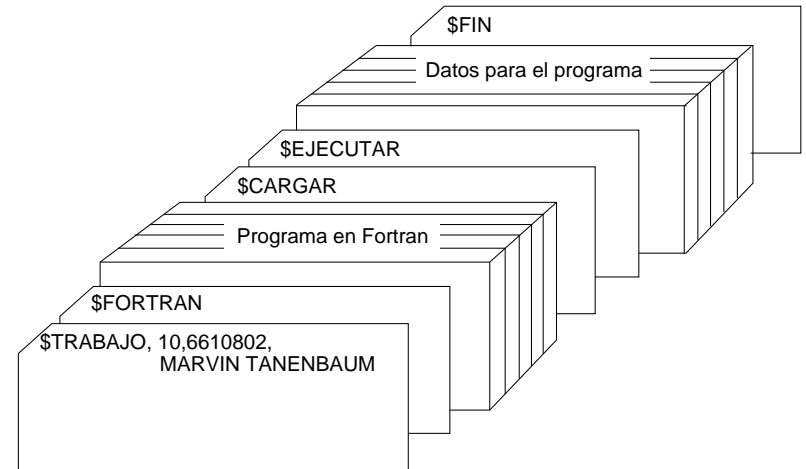 $FIN
Datos para el programa
$EJECUTAR
$CARGAR
Programa en Fortran
$FORTRAN
$TRABAJO, 10,6610802,
MARVIN TANENBAUM